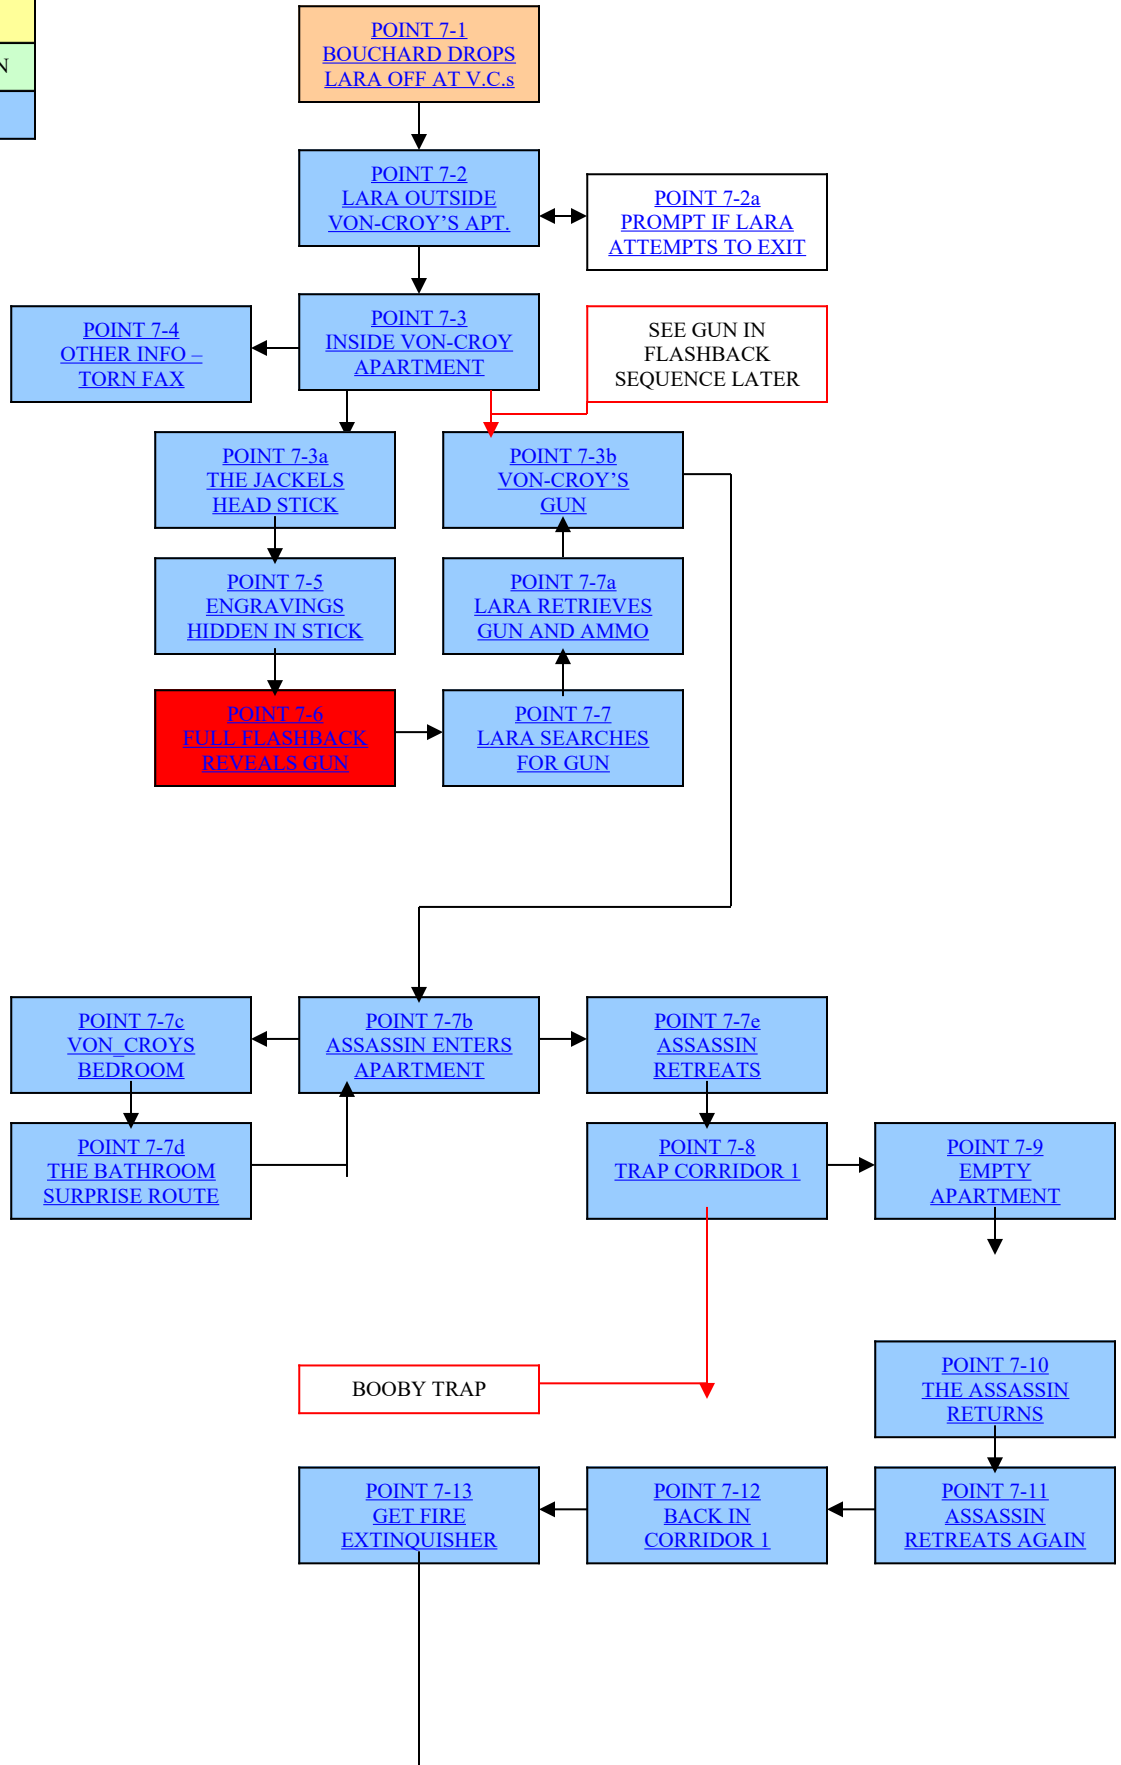 N
POINT 7-1
BOUCHARD DROPS
LARA OFF AT V.C.s
POINT 7-2
LARA OUTSIDE
VON-CROY'S APT.
POINT 7-2a
PROMPT IF LARA
ATTEMPTS TO EXIT
POINT 7-4
OTHER INFO –
TORN FAX
POINT 7-3
INSIDE VON-CROY
APARTMENT
SEE GUN IN
FLASHBACK
SEQUENCE LATER
POINT 7-3a
THE JACKELS
HEAD STICK
POINT 7-3b
VON-CROY'S
GUN
POINT 7-5
ENGRAVINGS
HIDDEN IN STICK
POINT 7-7a
LARA RETRIEVES
GUN AND AMMO
POINT 7-6
FULL FLASHBACK
REVEALS GUN
POINT 7-7
LARA SEARCHES
FOR GUN
POINT 7-7c
VON_CROYS
BEDROOM
POINT 7-7b
ASSASSIN ENTERS
APARTMENT
POINT 7-7e
ASSASSIN
RETREATS
POINT 7-7d
THE BATHROOM
SURPRISE ROUTE
POINT 7-8
TRAP CORRIDOR 1
POINT 7-9
EMPTY
APARTMENT
BOOBY TRAP
POINT 7-10
THE ASSASSIN
RETURNS
POINT 7-13
GET FIRE
EXTINQUISHER
POINT 7-12
BACK IN
CORRIDOR 1
POINT 7-11
ASSASSIN
RETREATS AGAIN